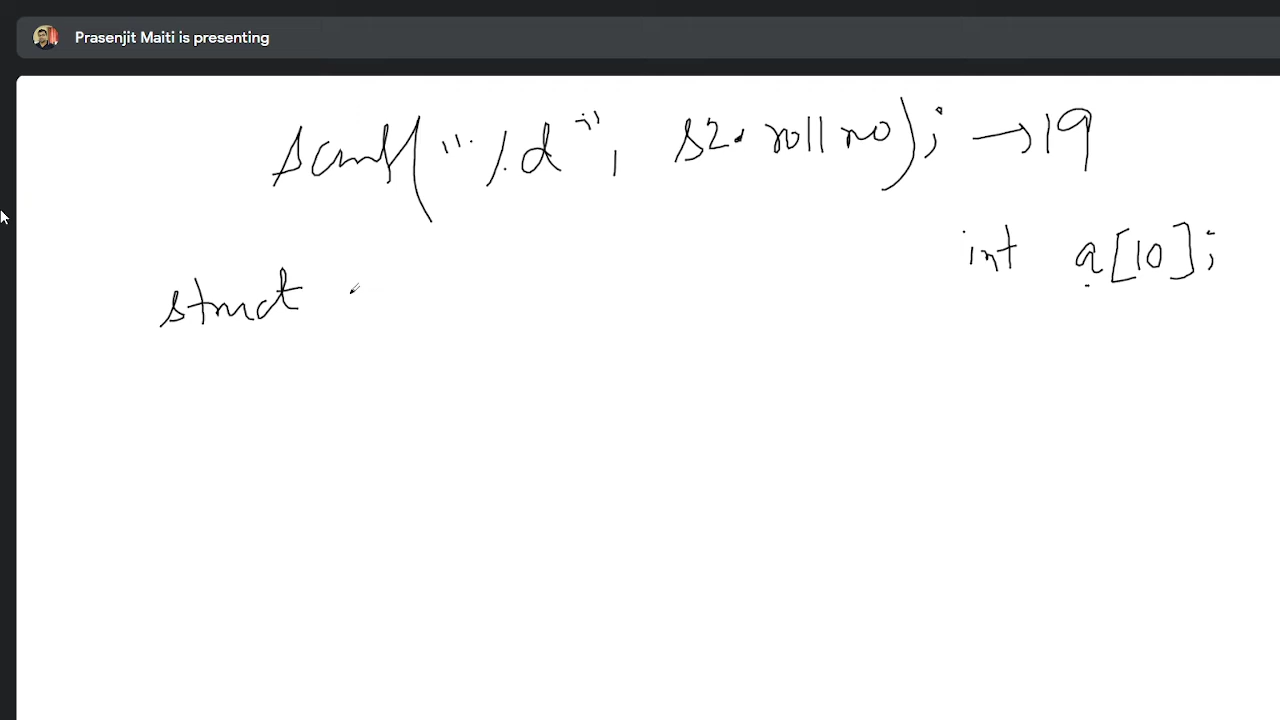 Prasenjit Maiti is presenting
scanf("%d", s2.rollno); → 19
int a[10];
struct